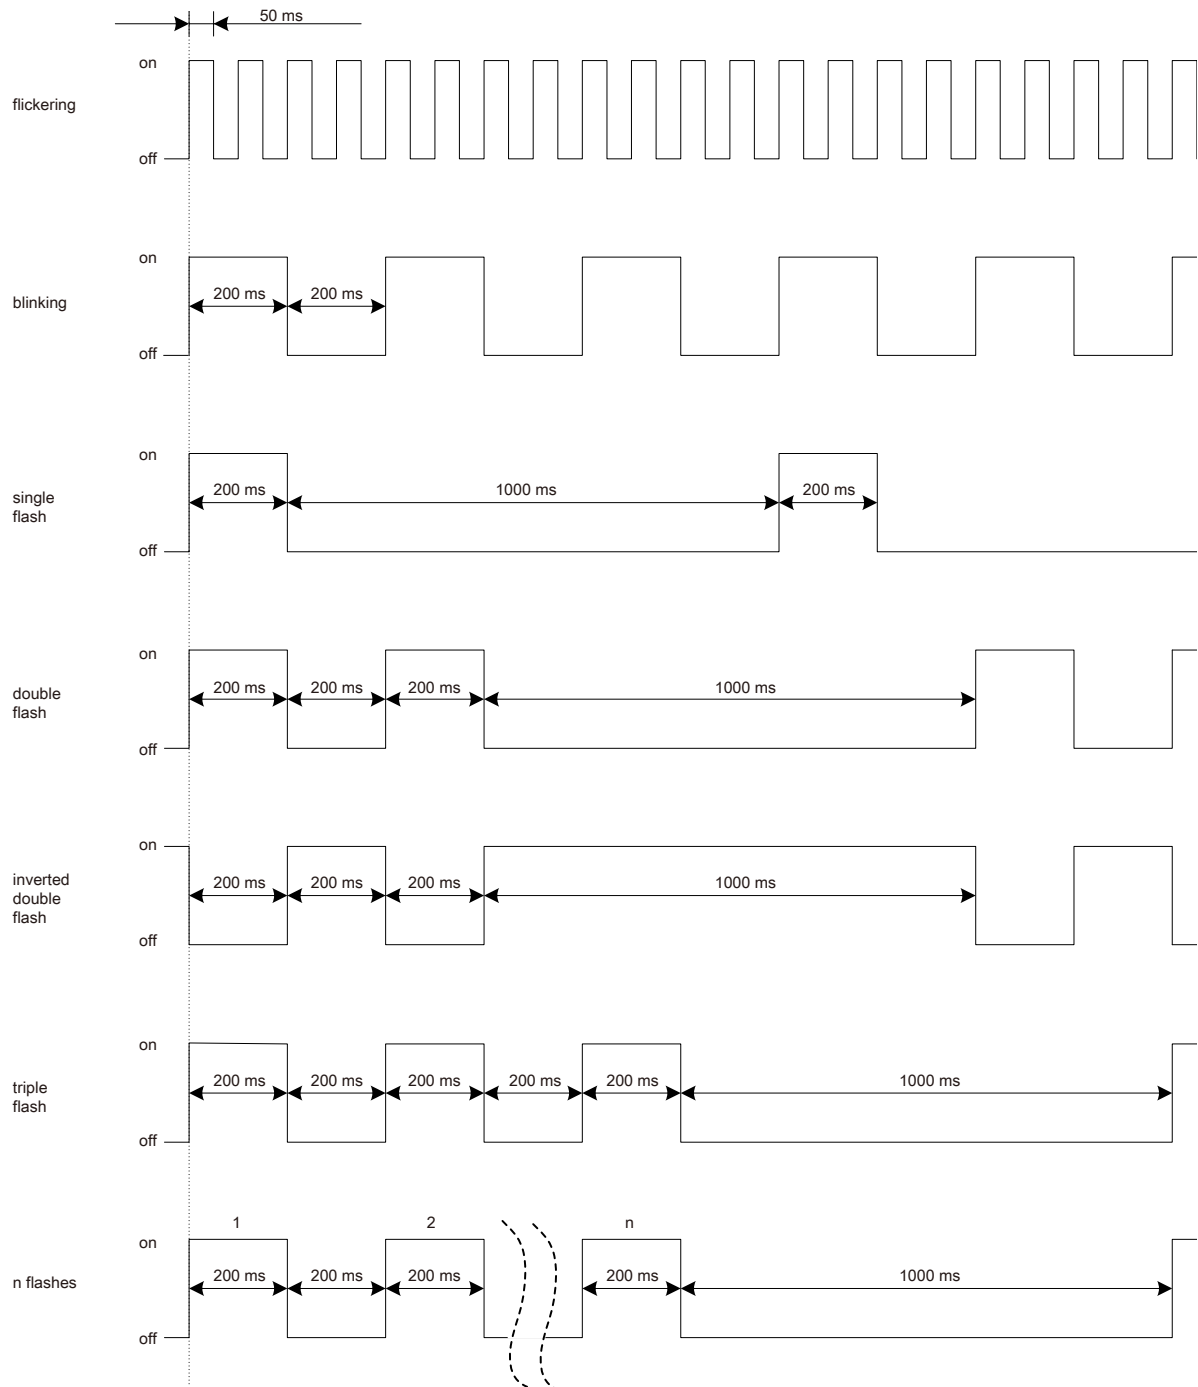 50 ms
on
flickering
off
on
200 ms 200 ms
blinking
off
on
200 ms 1000 ms 200 ms
single
flash
off
on
200 ms 200 ms 200 ms 1000 ms
double
flash
off
on
200 ms 200 ms 200 ms 1000 ms
inverted
double
flash
off
on
200 ms 200 ms 200 ms 200 ms 200 ms 1000 ms
triple
flash
off
1 2 n
on
200 ms 200 ms 200 ms 200 ms 1000 ms
n flashes
off